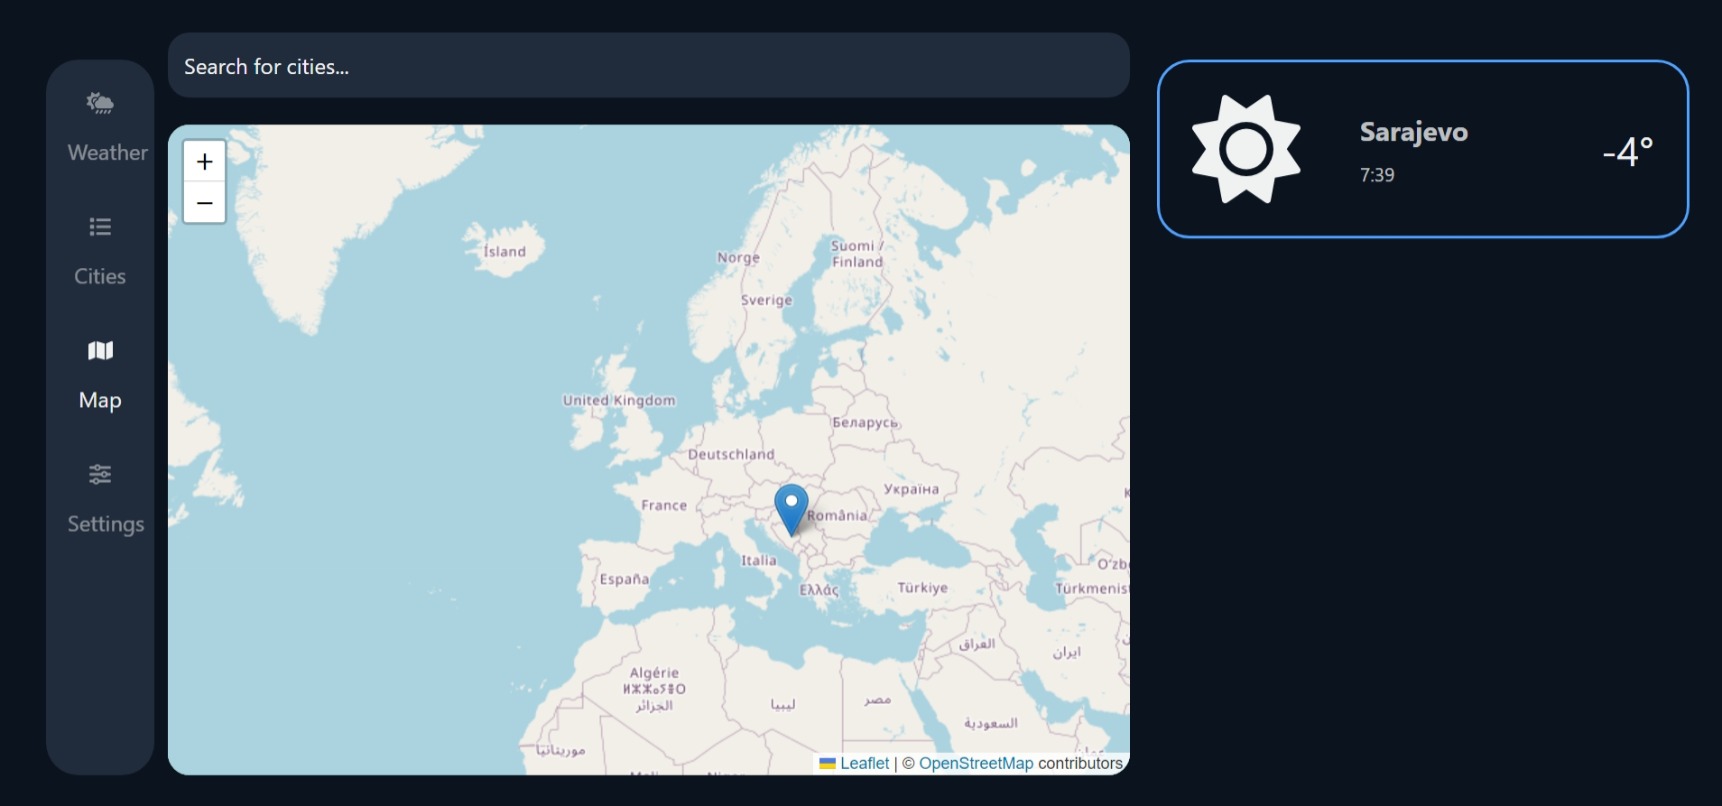 Search for cities...
Weather
Cities
Map
Settings
+
−
Ísland
Norge
Suomi /
Finland
Sverige
United Kingdom
Беларусь
Deutschland
Україна
France
România
Italia
España
Ελλάς
Türkiye
O'zb
Türkmenis
Algérie
ⵍⵣⵣⴰⵢⴻⵔ
الجزائر
ليبيا
مصر
العراق
ایران
السعودية
موريتانيا
Leaflet | © OpenStreetMap contributors
Sarajevo
7:39
-4°